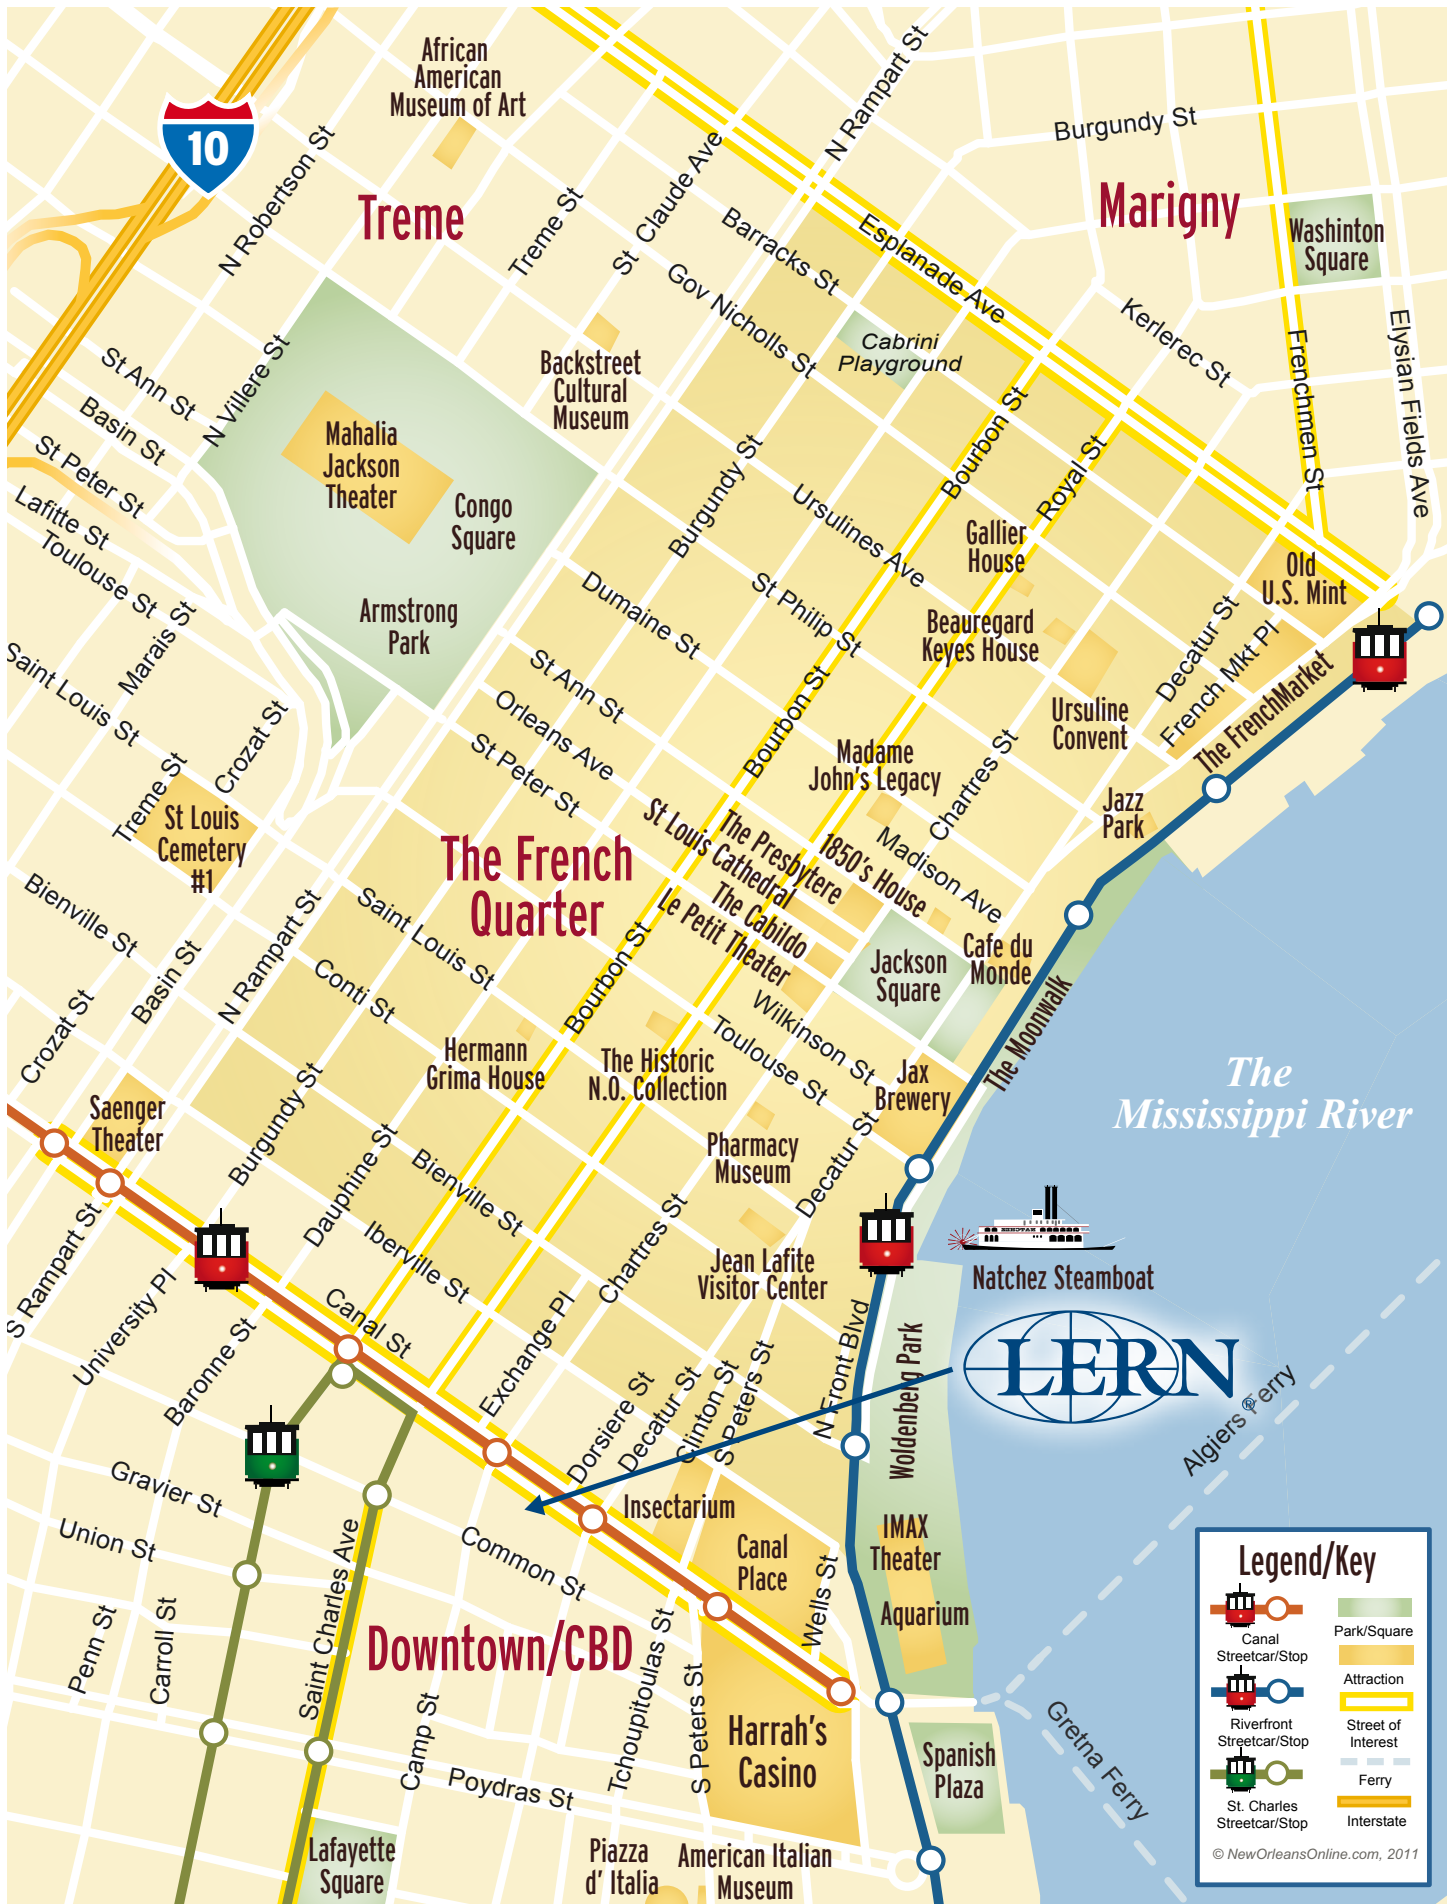 African
American
Museum of Art
10
N Robertson St
Treme
Treme St
St Claude Ave
N Rampart St
Burgundy St
Marigny
Washinton
Square
Barracks St
Esplanade Ave
Gov Nicholls St
Cabrini
Playground
Kerlerec St
Frenchmen St
Elysian Fields Ave
St Ann St
Basin St
St Peter St
Lafitte St
Toulouse St
N Villere St
Backstreet
Cultural
Museum
Mahalia
Jackson
Theater
Congo
Square
Armstrong
Park
Burgundy St
Bourbon St
Royal St
Ursulines Ave
Gallier
House
Old
U.S. Mint
Dumaine St
St Philip St
Beauregard
Keyes House
Decatur St
French Mkt Pl
The FrenchMarket
Saint Louis St
Marais St
Crozat St
Treme St
St Ann St
Orleans Ave
St Peter St
Bourbon St
Ursuline
Convent
Madame
John's Legacy
Chartres St
Jazz
Park
St Louis
Cemetery
#1
The French
Quarter
The Presbytere
St Louis Cathedral
The Cabildo
Le Petit Theater
1850's House
Madison Ave
Bienville St
Saint Louis St
Basin St
N Rampart St
Conti St
Bourbon St
Jackson
Square
Cafe du
Monde
The Moonwalk
Wilkinson St
Toulouse St
Crozat St
Hermann
Grima House
The Historic
N.O. Collection
Jax
Brewery
The
Mississippi River
Saenger
Theater
Burgundy St
Dauphine St
Bienville St
Pharmacy
Museum
Decatur St
Iberville St
Chartres St
Jean Lafite
Visitor Center
Natchez Steamboat
S Rampart St
University Pl
Baronne St
Canal St
Exchange Pl
Dorsiere St
Decatur St
Clinton St
S Peters St
N Front Blvd
Woldenberg Park
LERN®
Algiers Ferry
Gravier St
Union St
Common St
Insectarium
Canal
Place
IMAX
Theater
Aquarium
Wells St
Penn St
Carroll St
Saint Charles Ave
Downtown/CBD
Camp St
Tchoupitoulas St
S Peters St
Harrah's
Casino
Spanish
Plaza
Gretna Ferry
Poydras St
Lafayette
Square
Piazza
d' Italia
American Italian
Museum
Legend/Key
Canal
Streetcar/Stop
Riverfront
Streetcar/Stop
St. Charles
Streetcar/Stop
Park/Square
Attraction
Street of
Interest
Ferry
Interstate
© NewOrleansOnline.com, 2011